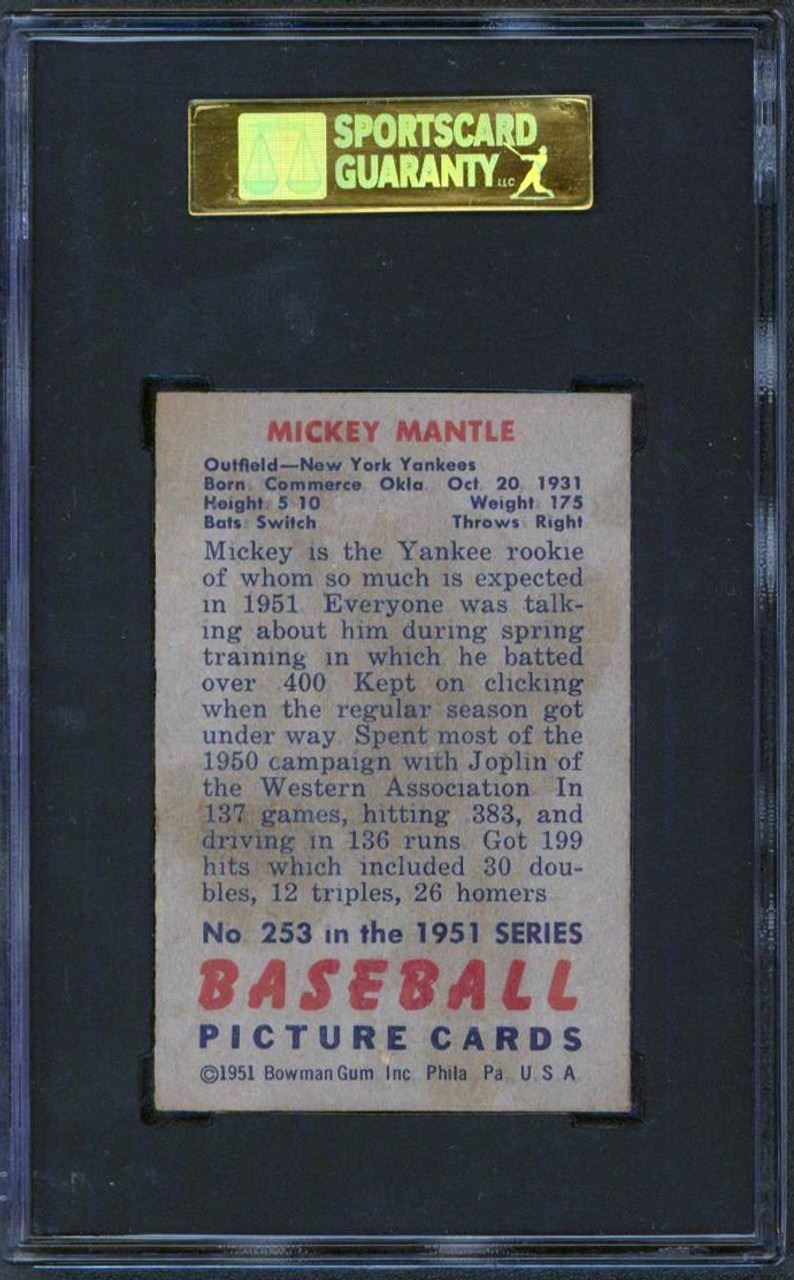 SPORTSCARD
GUARANTY LLC
MICKEY MANTLE
Outfield—New York Yankees
Born Commerce Okla Oct 20 1931
Height 5 10 Weight 175
Bats Switch Throws Right
Mickey is the Yankee rookie
of whom so much is expected
in 1951 Everyone was talk-
ing about him during spring
training in which he batted
over 400 Kept on clicking
when the regular season got
under way Spent most of the
1950 campaign with Joplin of
the Western Association In
137 games, hitting 383, and
driving in 136 runs Got 199
hits which included 30 dou-
bles, 12 triples, 26 homers
No 253 in the 1951 SERIES
BASEBALL
PICTURE CARDS
©1951 Bowman Gum Inc Phila Pa U S A